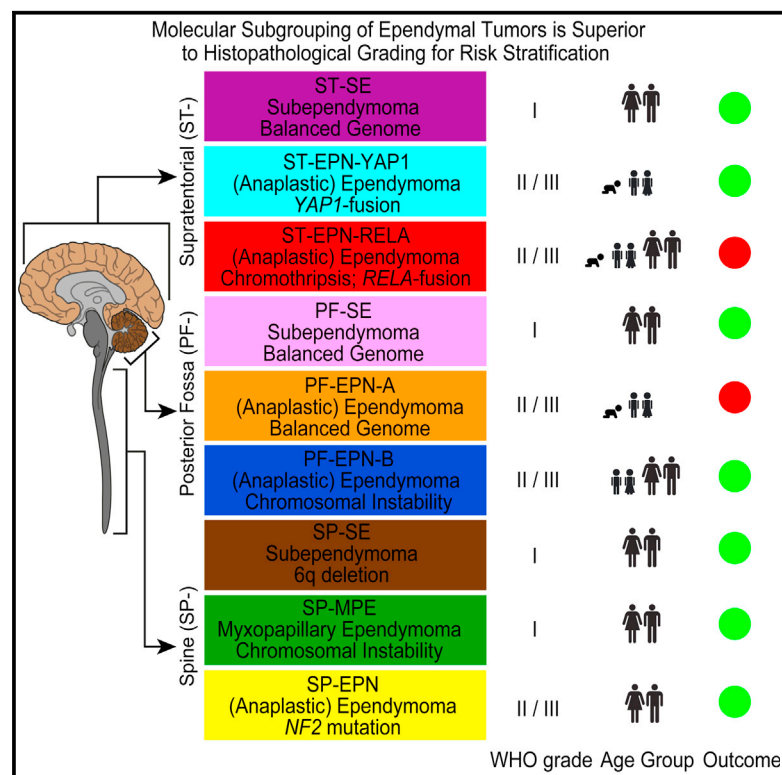 Molecular Subgrouping of Ependymal Tumors is Superior
to Histopathological Grading for Risk Stratification
Supratentorial (ST-)
ST-SE
Subependymoma
Balanced Genome
I
ST-EPN-YAP1
(Anaplastic) Ependymoma
YAP1-fusion
II / III
ST-EPN-RELA
(Anaplastic) Ependymoma
Chromothripsis; RELA-fusion
II / III
Posterior Fossa (PF-)
PF-SE
Subependymoma
Balanced Genome
I
PF-EPN-A
(Anaplastic) Ependymoma
Balanced Genome
II / III
PF-EPN-B
(Anaplastic) Ependymoma
Chromosomal Instability
II / III
Spine (SP-)
SP-SE
Subependymoma
6q deletion
I
SP-MPE
Myxopapillary Ependymoma
Chromosomal Instability
I
SP-EPN
(Anaplastic) Ependymoma
NF2 mutation
II / III
WHO grade Age Group Outcome